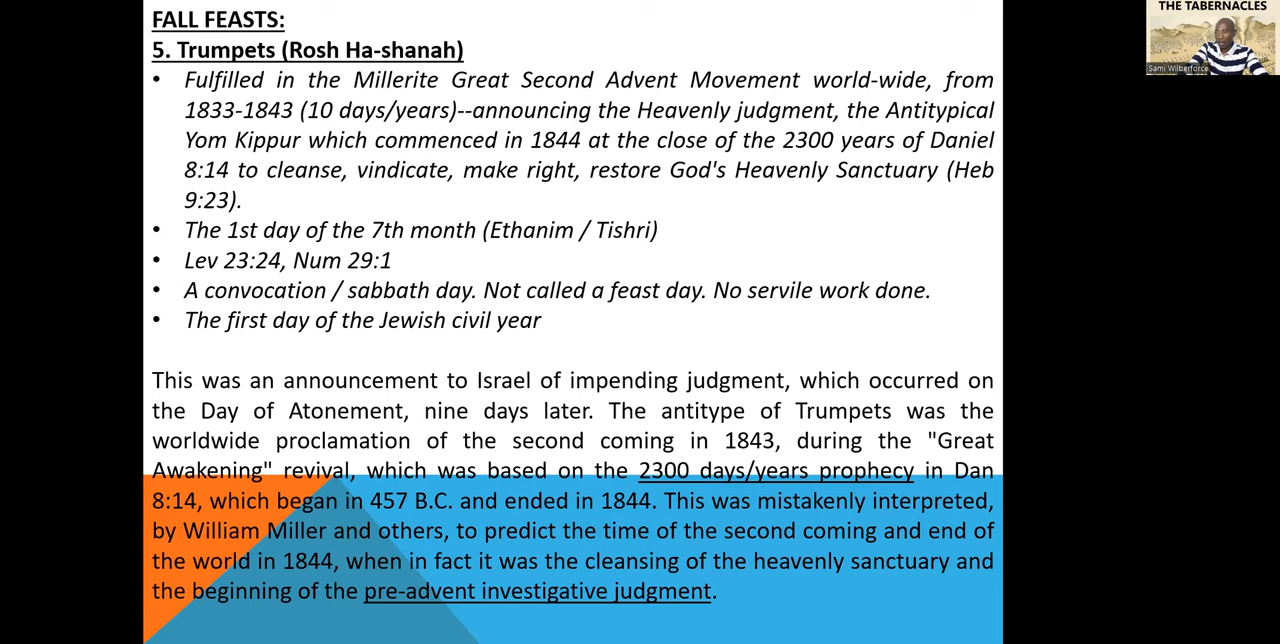 FALL FEASTS:
5. Trumpets (Rosh Ha-shanah)
• Fulfilled in the Millerite Great Second Advent Movement world-wide, from
1833-1843 (10 days/years)--announcing the Heavenly judgment, the Antitypical
Yom Kippur which commenced in 1844 at the close of the 2300 years of Daniel
8:14 to cleanse, vindicate, make right, restore God's Heavenly Sanctuary (Heb
9:23).
• The 1st day of the 7th month (Ethanim / Tishri)
• Lev 23:24, Num 29:1
• A convocation / sabbath day. Not called a feast day. No servile work done.
• The first day of the Jewish civil year
This was an announcement to Israel of impending judgment, which occurred on
the Day of Atonement, nine days later. The antitype of Trumpets was the
worldwide proclamation of the second coming in 1843, during the "Great
Awakening" revival, which was based on the 2300 days/years prophecy in Dan
8:14, which began in 457 B.C. and ended in 1844. This was mistakenly interpreted,
by William Miller and others, to predict the time of the second coming and end of
the world in 1844, when in fact it was the cleansing of the heavenly sanctuary and
the beginning of the pre-advent investigative judgment.
THE TABERNACLES
Sami Wilberforce